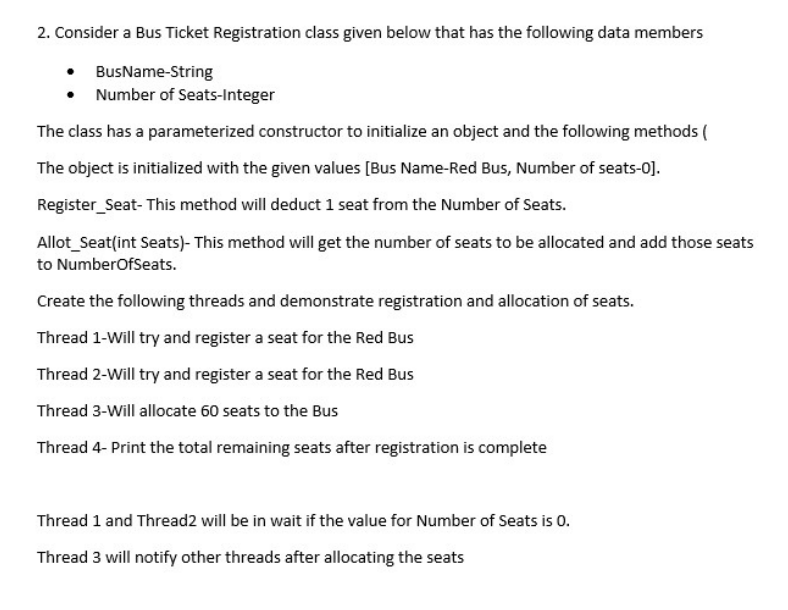 2. Consider a Bus Ticket Registration class given below that has the following data members
• BusName-String
• Number of Seats-Integer
The class has a parameterized constructor to initialize an object and the following methods (
The object is initialized with the given values [Bus Name-Red Bus, Number of seats-0].
Register_Seat- This method will deduct 1 seat from the Number of Seats.
Allot_Seat(int Seats)- This method will get the number of seats to be allocated and add those seats
to NumberOfSeats.
Create the following threads and demonstrate registration and allocation of seats.
Thread 1-Will try and register a seat for the Red Bus
Thread 2-Will try and register a seat for the Red Bus
Thread 3-Will allocate 60 seats to the Bus
Thread 4- Print the total remaining seats after registration is complete
Thread 1 and Thread2 will be in wait if the value for Number of Seats is 0.
Thread 3 will notify other threads after allocating the seats